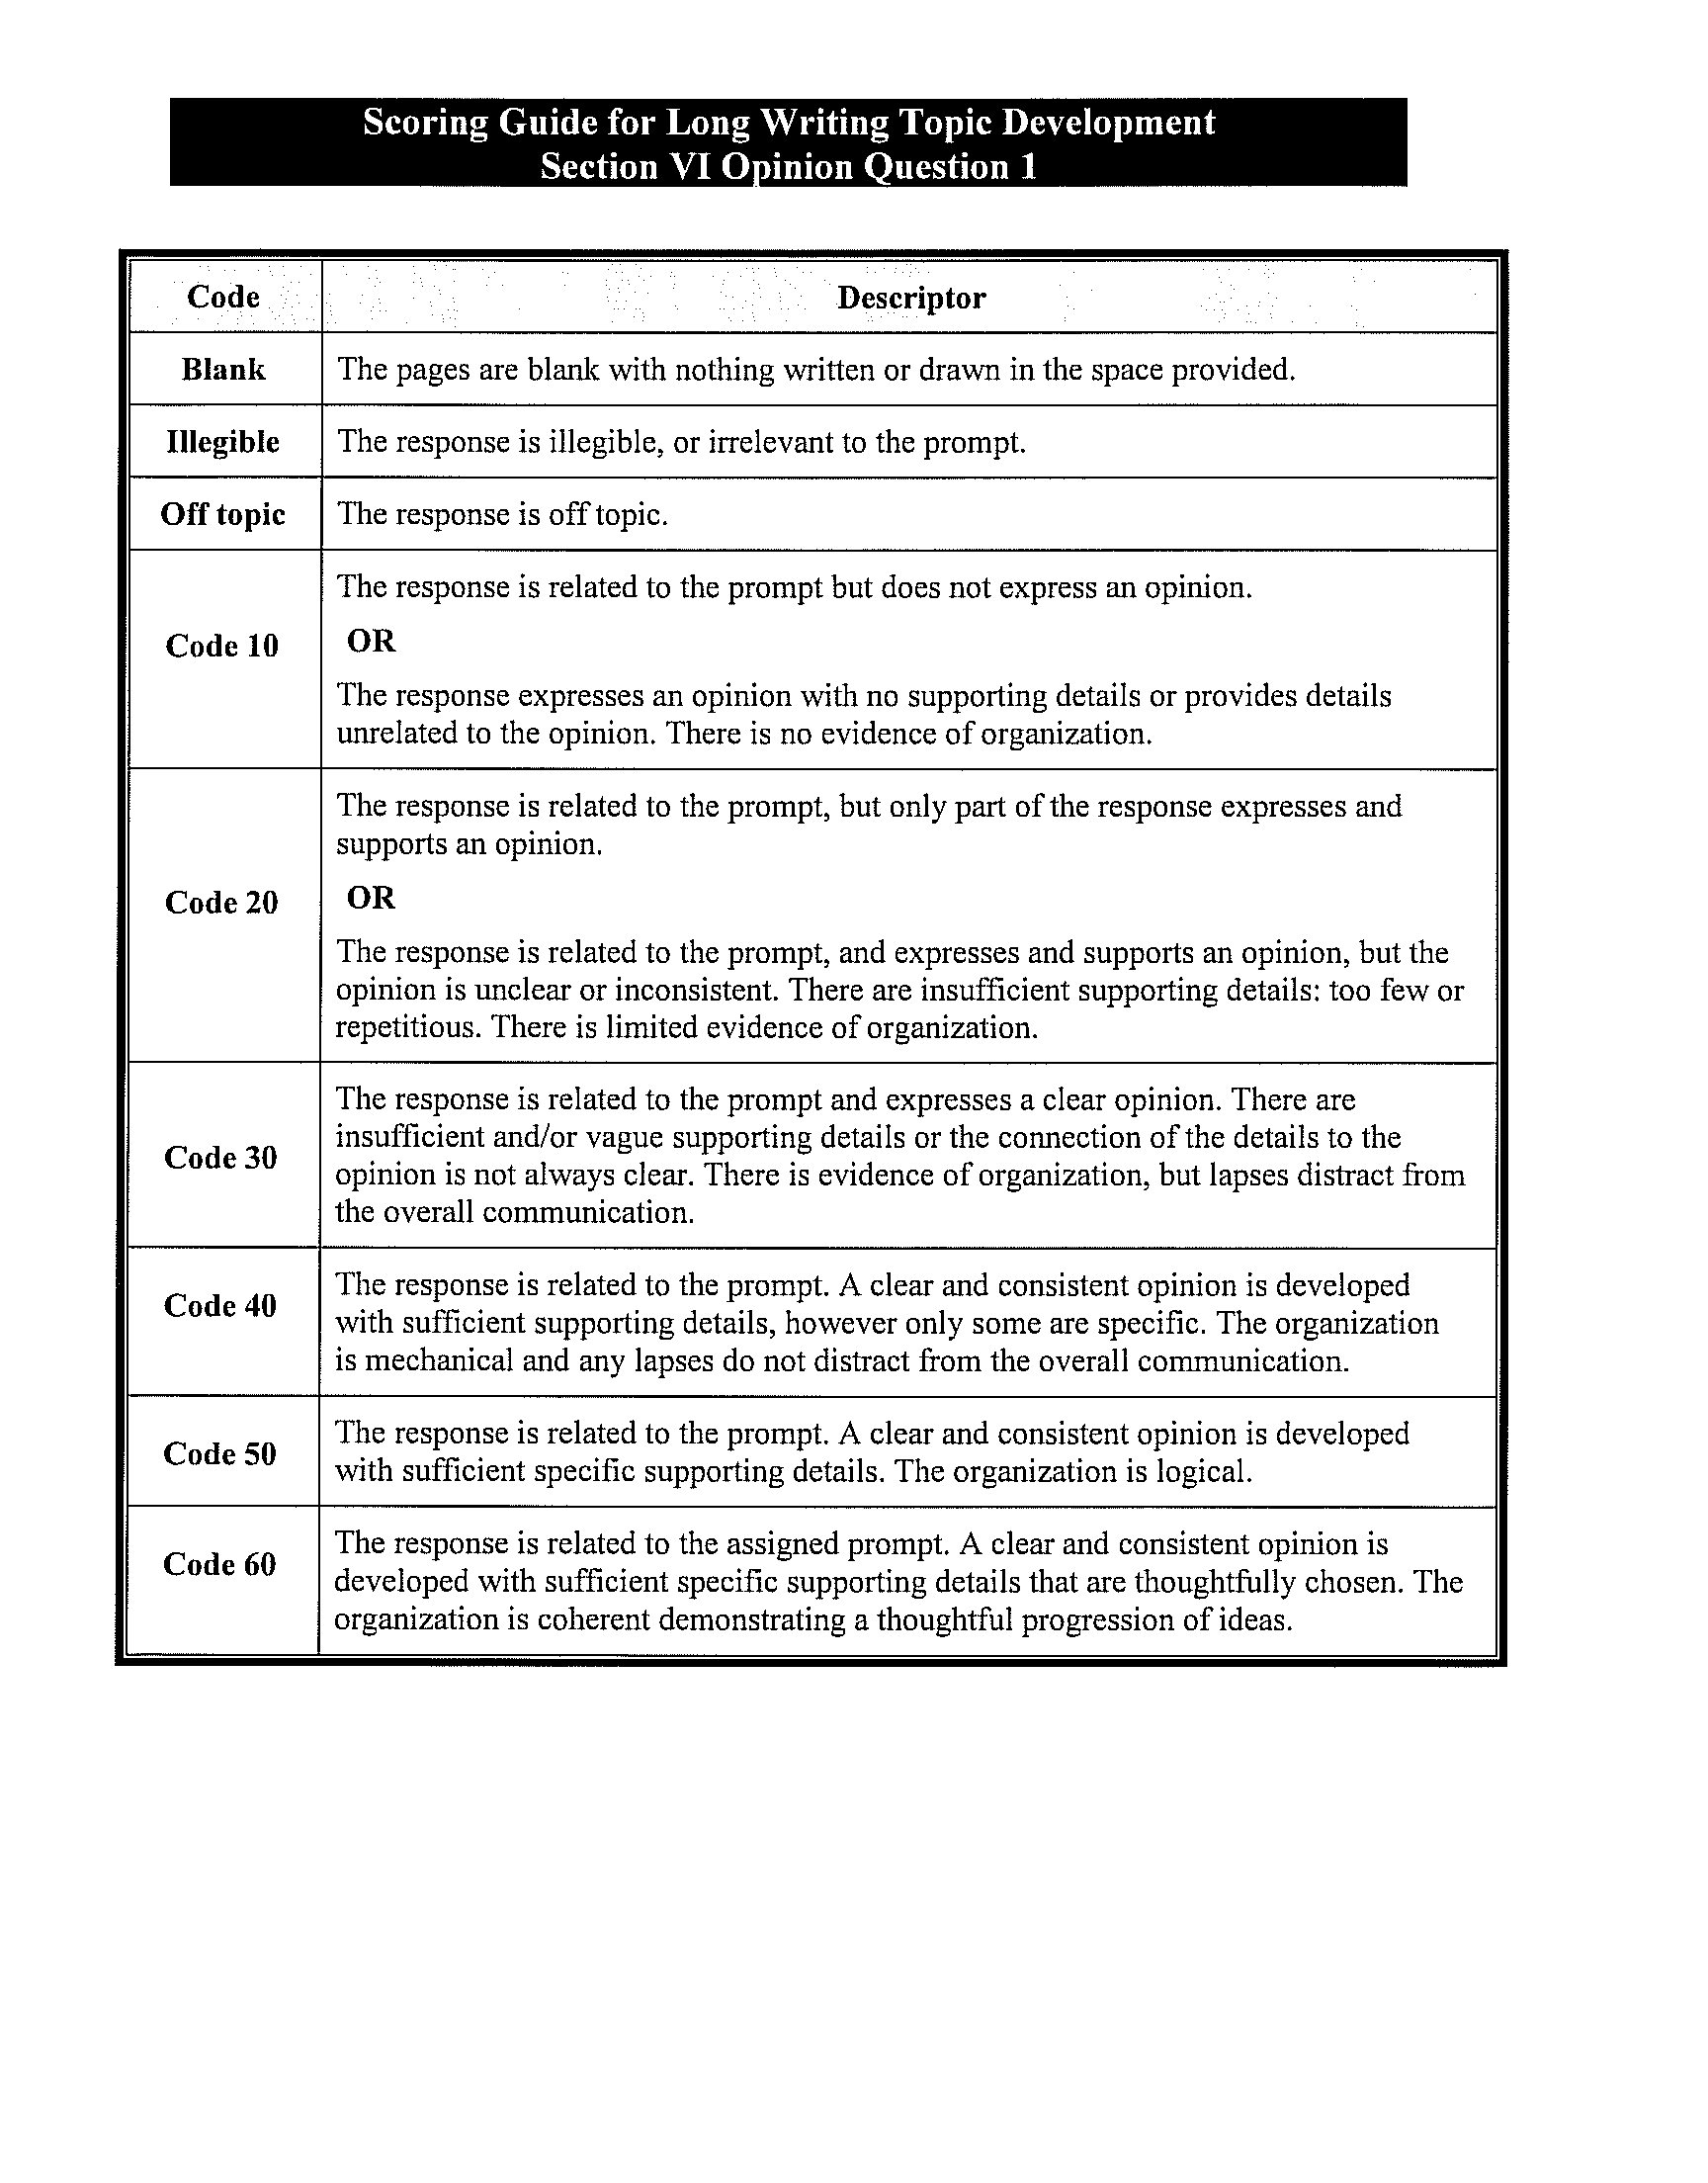 Scoring Guide for Long Writing Topic Development
Section VI Opinion Question 1
Code
Descriptor
Blank
The pages are blank with nothing written or drawn in the space provided.
Illegible
The response is illegible, or irrelevant to the prompt.
Off topic
The response is off topic.
Code 10
The response is related to the prompt but does not express an opinion.
OR
The response expresses an opinion with no supporting details or provides details
unrelated to the opinion. There is no evidence of organization.
Code 20
The response is related to the prompt, but only part of the response expresses and
supports an opinion.
OR
The response is related to the prompt, and expresses and supports an opinion, but the
opinion is unclear or inconsistent. There are insufficient supporting details: too few or
repetitious. There is limited evidence of organization.
Code 30
The response is related to the prompt and expresses a clear opinion. There are
insufficient and/or vague supporting details or the connection of the details to the
opinion is not always clear. There is evidence of organization, but lapses distract from
the overall communication.
Code 40
The response is related to the prompt. A clear and consistent opinion is developed
with sufficient supporting details, however only some are specific. The organization
is mechanical and any lapses do not distract from the overall communication.
Code 50
The response is related to the prompt. A clear and consistent opinion is developed
with sufficient specific supporting details. The organization is logical.
Code 60
The response is related to the assigned prompt. A clear and consistent opinion is
developed with sufficient specific supporting details that are thoughtfully chosen. The
organization is coherent demonstrating a thoughtful progression of ideas.